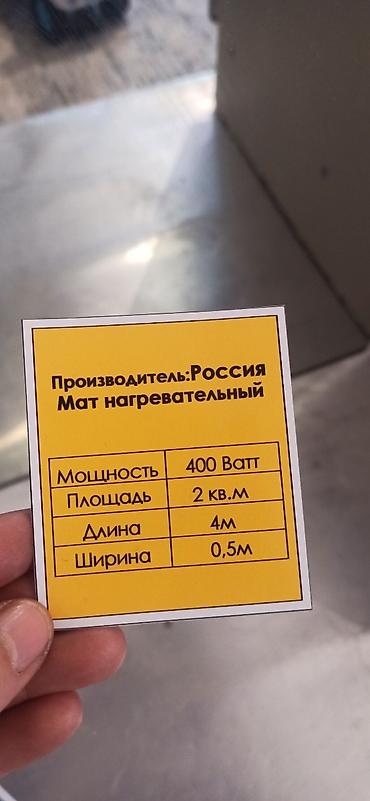 Производитель:Россия
Мат нагревательный
Мощность 400 Ватт
Площадь 2 кв.м
Длина 4м
Ширина 0,5м